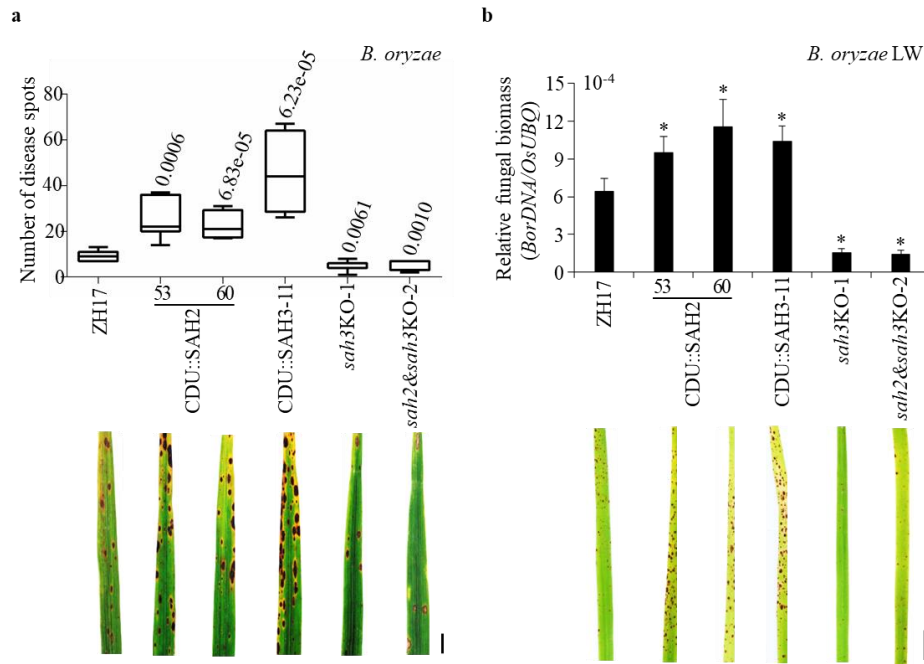 a
B. oryzae
Number of disease spots
80
60
40
20
0
0.0006
6.83e-05
6.23e-05
0.0061
0.0010
ZH17
53
60
CDU::SAH2
CDU::SAH3-11
sah3KO-1
sah2&sah3KO-2
b
B. oryzae LW
Relative fungal biomass
(BorDNA/OsUBQ)
10-4
15
12
9
6
3
0
*
*
*
*
*
ZH17
53
60
CDU::SAH2
CDU::SAH3-11
sah3KO-1
sah2&sah3KO-2